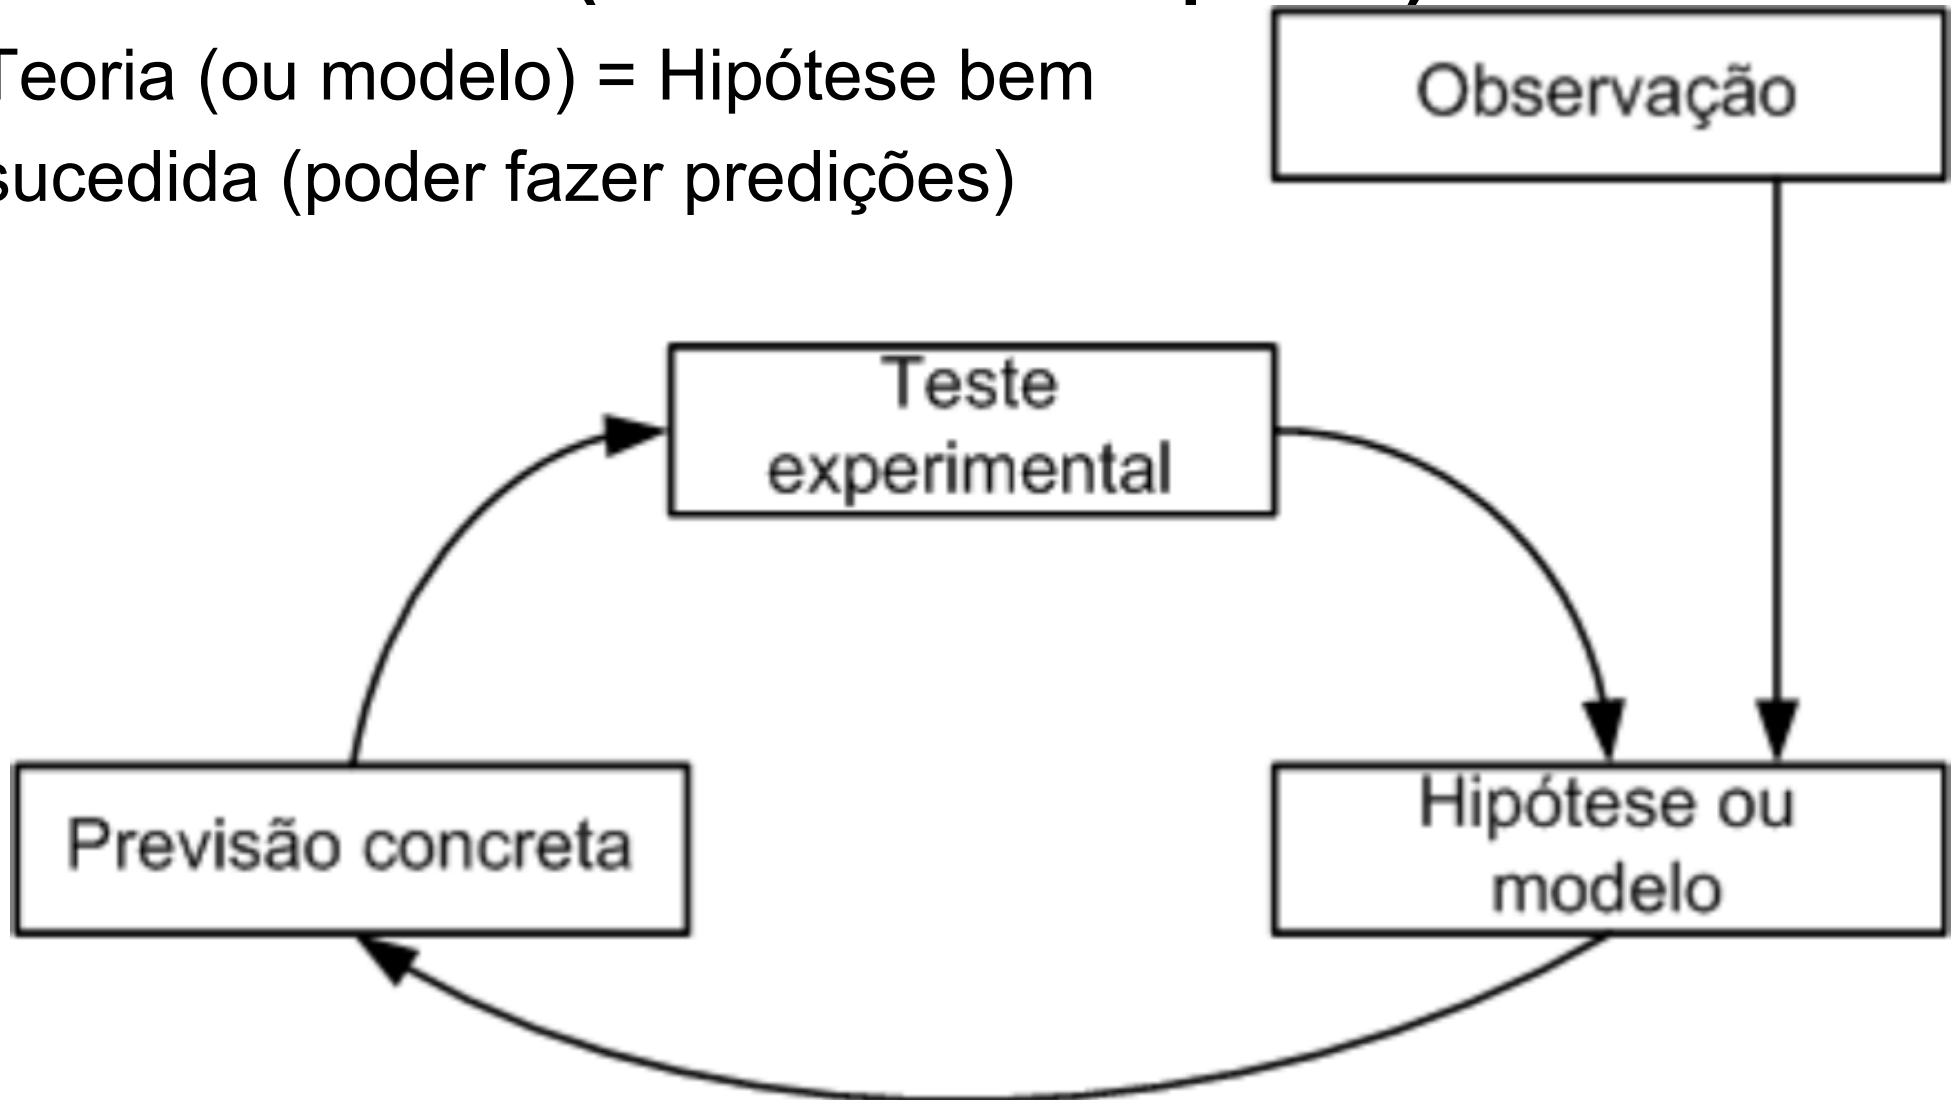 Teoria (ou modelo) = Hipótese bem
sucedida (poder fazer predições)
Observação
Teste
experimental
Previsão concreta
Hipótese ou
modelo